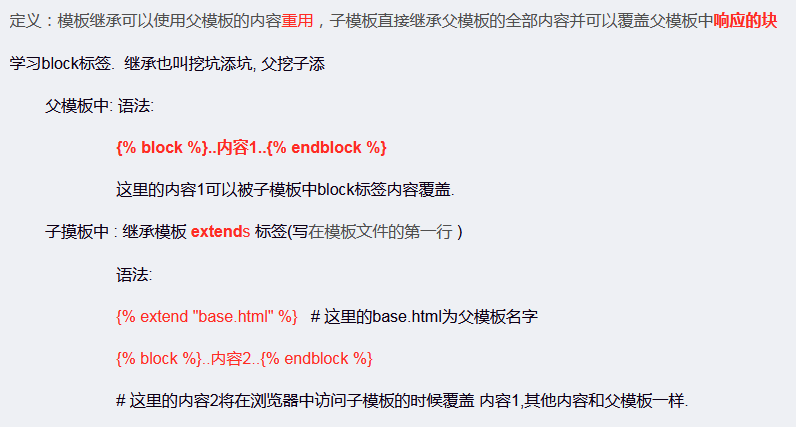 定义：模板继承可以使用父模板的内容重用，子模板直接继承父模板的全部内容并可以覆盖父模板中响应的块
学习block标签. 继承也叫挖坑添坑, 父挖子添
父模板中: 语法:
{% block %}..内容1..{% endblock %}
这里的内容1可以被子模板中block标签内容覆盖.
子摸板中 : 继承模板 extends 标签(写在模板文件的第一行 )
语法:
{% extend "base.html" %} # 这里的base.html为父模板名字
{% block %}..内容2..{% endblock %}
# 这里的内容2将在浏览器中访问子模板的时候覆盖 内容1,其他内容和父模板一样.